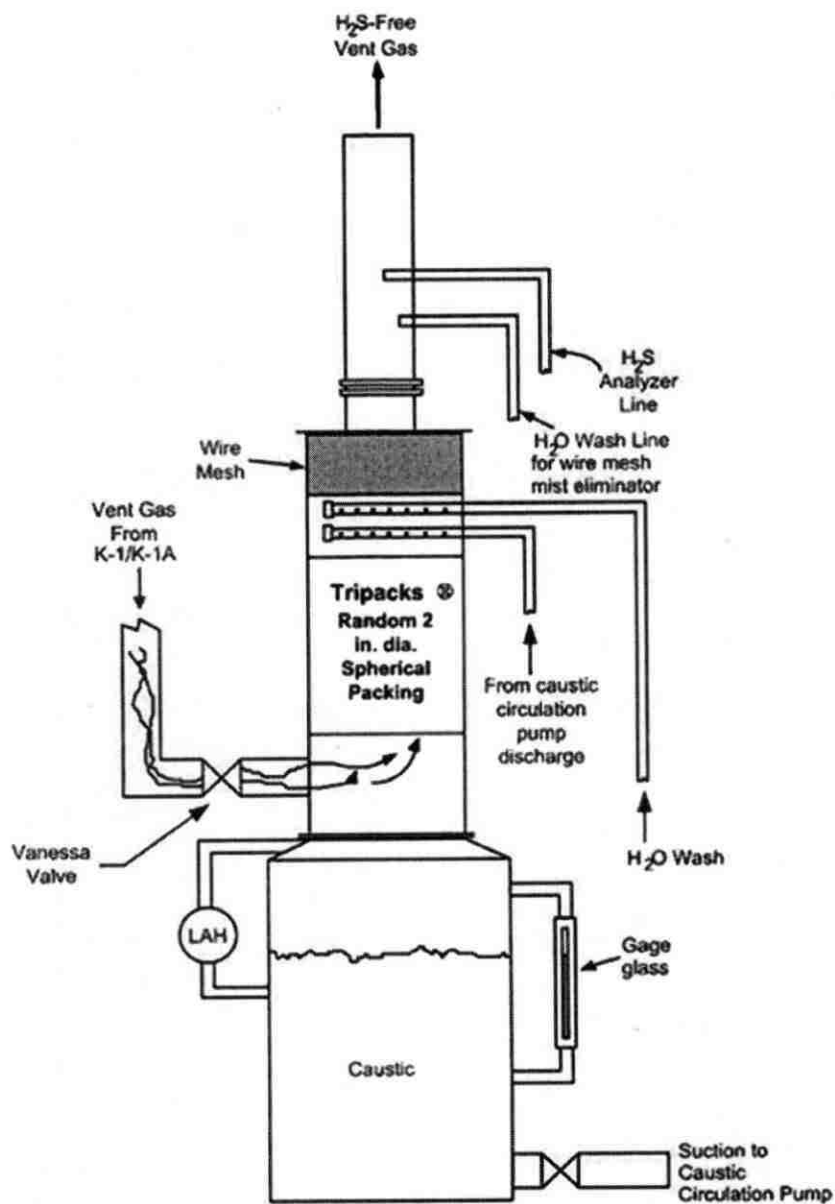 H2S-Free
Vent Gas
H2S
Analyzer
Line
H2O Wash Line
for wire mesh
mist eliminator
Wire
Mesh
Vent Gas
From
K-1/K-1A
Tripacks ®
Random 2
in. dia.
Spherical
Packing
From caustic
circulation
pump
discharge
H2O Wash
Vanessa
Valve
LAH
Gage
glass
Caustic
Suction to
Caustic
Circulation Pump